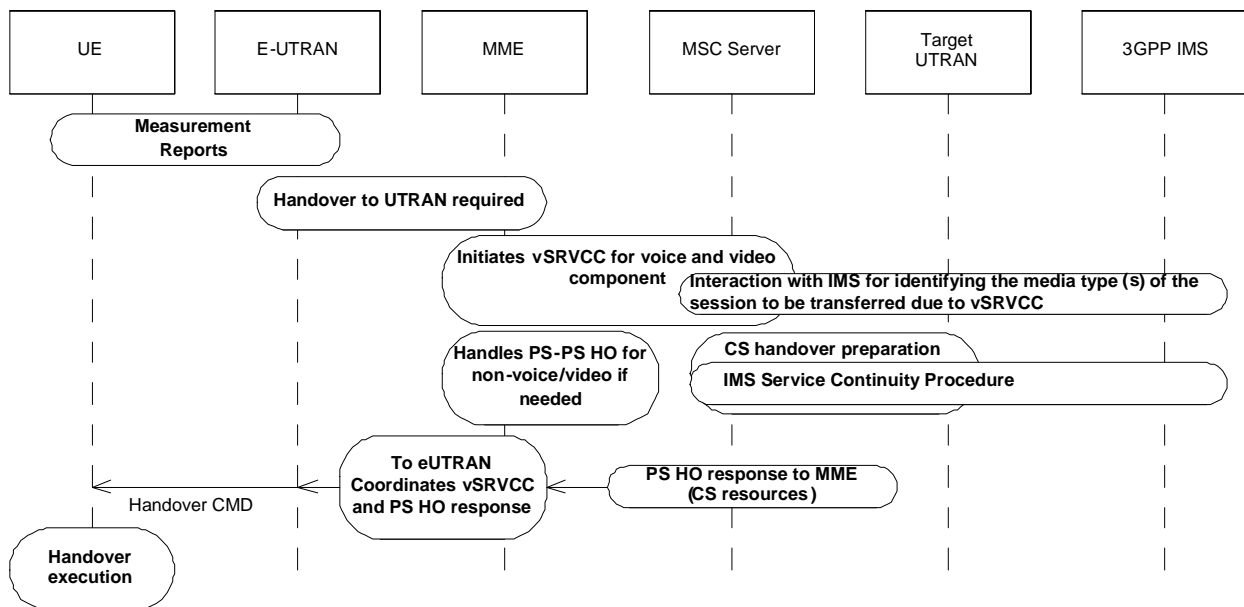 UE
E-UTRAN
MME
MSC Server
Target
UTRAN
3GPP IMS
Measurement
Reports
Handover to UTRAN required
Initiates vSRVCC for voice and video
component
Interaction with IMS for identifying the media type (s) of the
session to be transferred due to vSRVCC
Handles PS-PS HO for
non-voice/video if
needed
CS handover preparation
IMS Service Continuity Procedure
To eUTRAN
Coordinates vSRVCC
and PS HO response
PS HO response to MME
(CS resources)
Handover CMD
Handover
execution